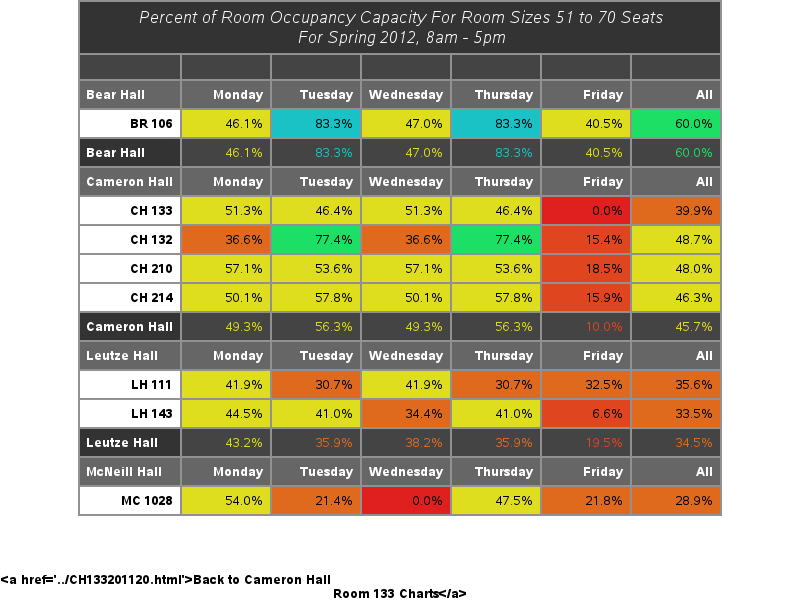 Percent of Room Occupancy Capacity For Room Sizes 51 to 70 Seats
For Spring 2012, 8am - 5pm
Bear Hall Monday Tuesday Wednesday Thursday Friday All
BR 106 46.1% 83.3% 47.0% 83.3% 40.5% 60.0%
Bear Hall 46.1% 83.3% 47.0% 83.3% 40.5% 60.0%
Cameron Hall Monday Tuesday Wednesday Thursday Friday All
CH 133 51.3% 46.4% 51.3% 46.4% 0.0% 39.9%
CH 132 36.6% 77.4% 36.6% 77.4% 15.4% 48.7%
CH 210 57.1% 53.6% 57.1% 53.6% 18.5% 48.0%
CH 214 50.1% 57.8% 50.1% 57.8% 15.9% 46.3%
Cameron Hall 49.3% 56.3% 49.3% 56.3% 10.0% 45.7%
Leutze Hall Monday Tuesday Wednesday Thursday Friday All
LH 111 41.9% 30.7% 41.9% 30.7% 32.5% 35.6%
LH 143 44.5% 41.0% 34.4% 41.0% 6.6% 33.5%
Leutze Hall 43.2% 35.9% 38.2% 35.9% 19.5% 34.5%
McNeill Hall Monday Tuesday Wednesday Thursday Friday All
MC 1028 54.0% 21.4% 0.0% 47.5% 21.8% 28.9%
<a href='../CH133201120.html'>Back to Cameron Hall
Room 133 Charts</a>